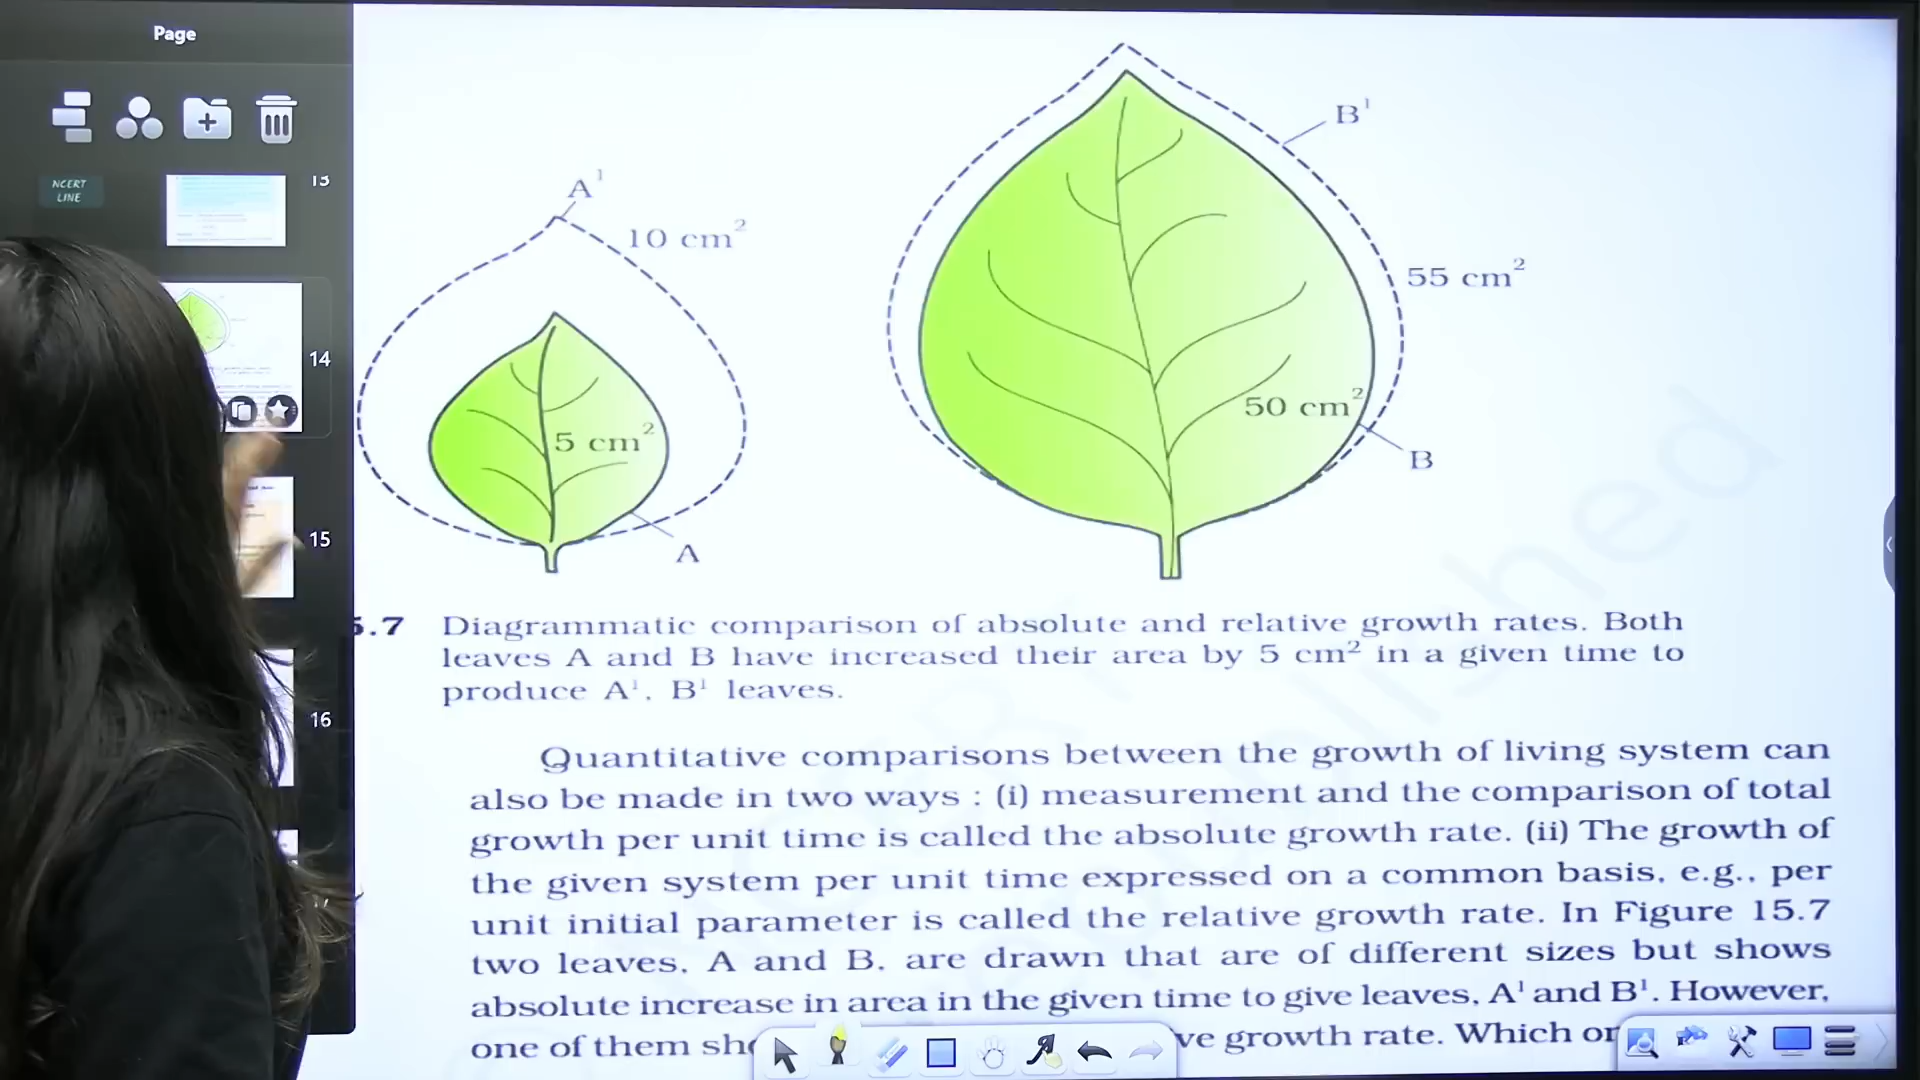 Page
NCERT
LINE
13
14
15
16
A¹
10 cm²
5 cm²
A
B¹
55 cm²
50 cm²
B
5.7 Diagrammatic comparison of absolute and relative growth rates. Both
leaves A and B have increased their area by 5 cm² in a given time to
produce A¹, B¹ leaves.
Quantitative comparisons between the growth of living system can
also be made in two ways : (i) measurement and the comparison of total
growth per unit time is called the absolute growth rate. (ii) The growth of
the given system per unit time expressed on a common basis, e.g., per
unit initial parameter is called the relative growth rate. In Figure 15.7
two leaves, A and B, are drawn that are of different sizes but shows
absolute increase in area in the given time to give leaves, A¹ and B¹. However,
one of them growth rate. Which
published